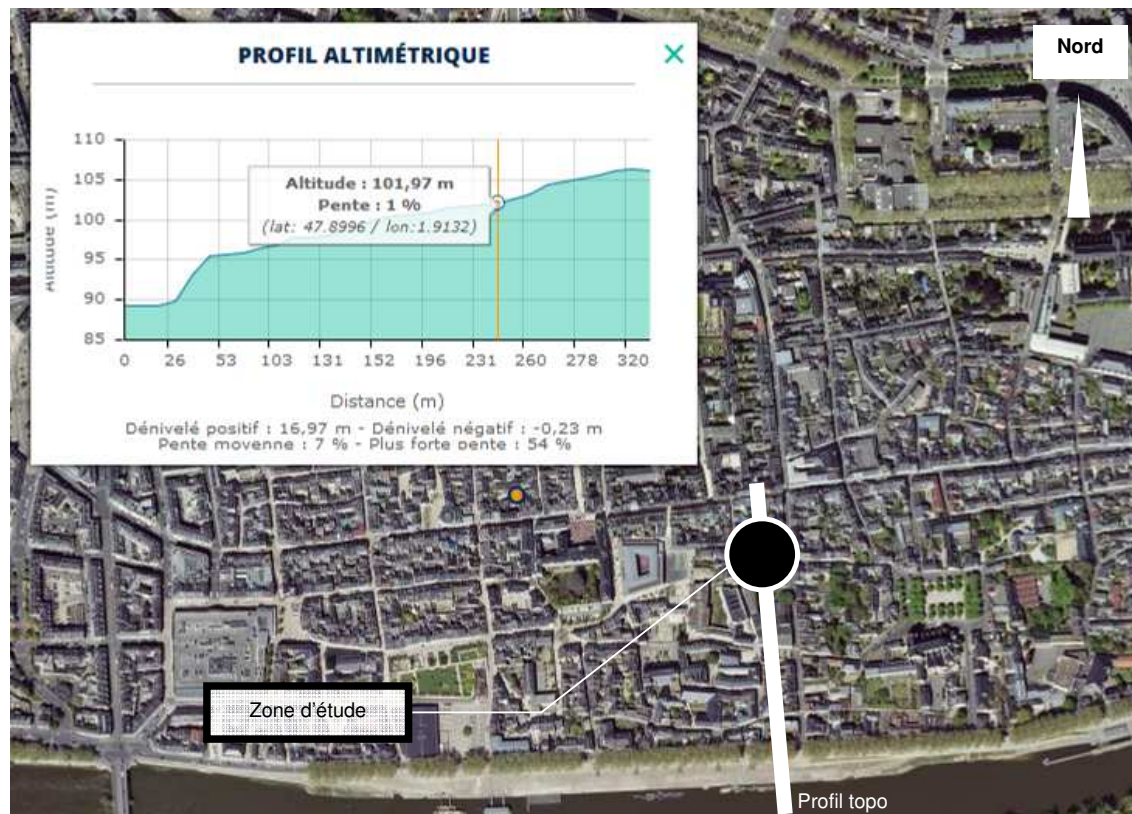 PROFIL ALTIMÉTRIQUE
Nord
110
105
100
95
90
85
Altitude (m)
Altitude : 101,97 m
Pente : 1 %
(lat: 47.8996 / lon:1.9132)
0 26 53 103 131 152 196 231 260 278 320
Distance (m)
Dénivelé positif : 16,97 m - Dénivelé négatif : -0,23 m
Pente moyenne : 7 % - Plus forte pente : 54 %
Zone d'étude
Profil topo